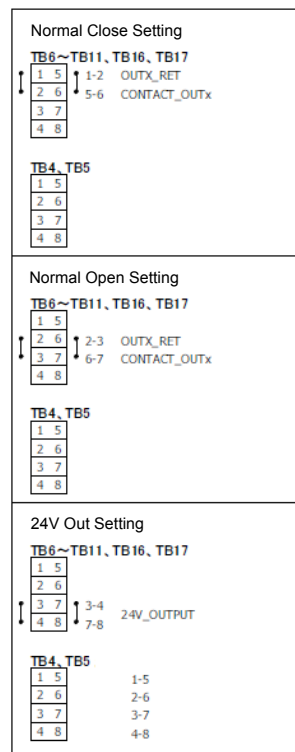 Normal Close Setting
TB6～TB11、TB16、TB17
1 5 1-2 OUTX_RET
2 6 5-6 CONTACT_OUTx
3 7
4 8
TB4、TB5
1 5
2 6
3 7
4 8
Normal Open Setting
TB6～TB11、TB16、TB17
1 5
2 6 2-3 OUTX_RET
3 7 6-7 CONTACT_OUTx
4 8
TB4、TB5
1 5
2 6
3 7
4 8
24V Out Setting
TB6～TB11、TB16、TB17
1 5
2 6
3 7 3-4 24V_OUTPUT
4 8 7-8
TB4、TB5
1 5 1-5
2 6 2-6
3 7 3-7
4 8 4-8